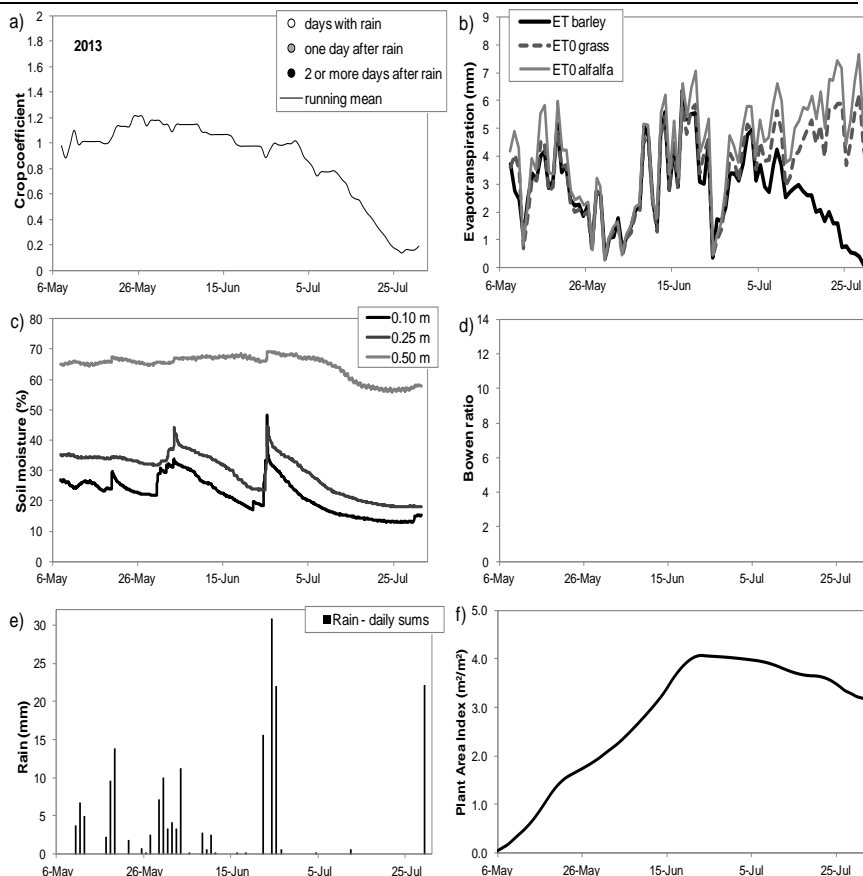 a)
2013
days with rain
one day after rain
2 or more days after rain
running mean
Crop coefficient
2
1.8
1.6
1.4
1.2
1
0.8
0.6
0.4
0.2
0
6-May 26-May 15-Jun 5-Jul 25-Jul
b)
ET barley
ET0 grass
ET0 alfalfa
Evapotranspiration (mm)
9
8
7
6
5
4
3
2
1
0
6-May 26-May 15-Jun 5-Jul 25-Jul
c)
0.10 m
0.25 m
0.50 m
Soil moisture (%)
80
70
60
50
40
30
20
10
0
6-May 26-May 15-Jun 5-Jul 25-Jul
d)
Bowen ratio
14
12
10
8
6
4
2
0
6-May 26-May 15-Jun 5-Jul 25-Jul
e)
Rain - daily sums
Rain (mm)
30
25
20
15
10
5
0
6-May 26-May 15-Jun 5-Jul 25-Jul
f)
Plant Area Index (m²/m²)
5.0
4.0
3.0
2.0
1.0
0.0
6-May 26-May 15-Jun 5-Jul 25-Jul